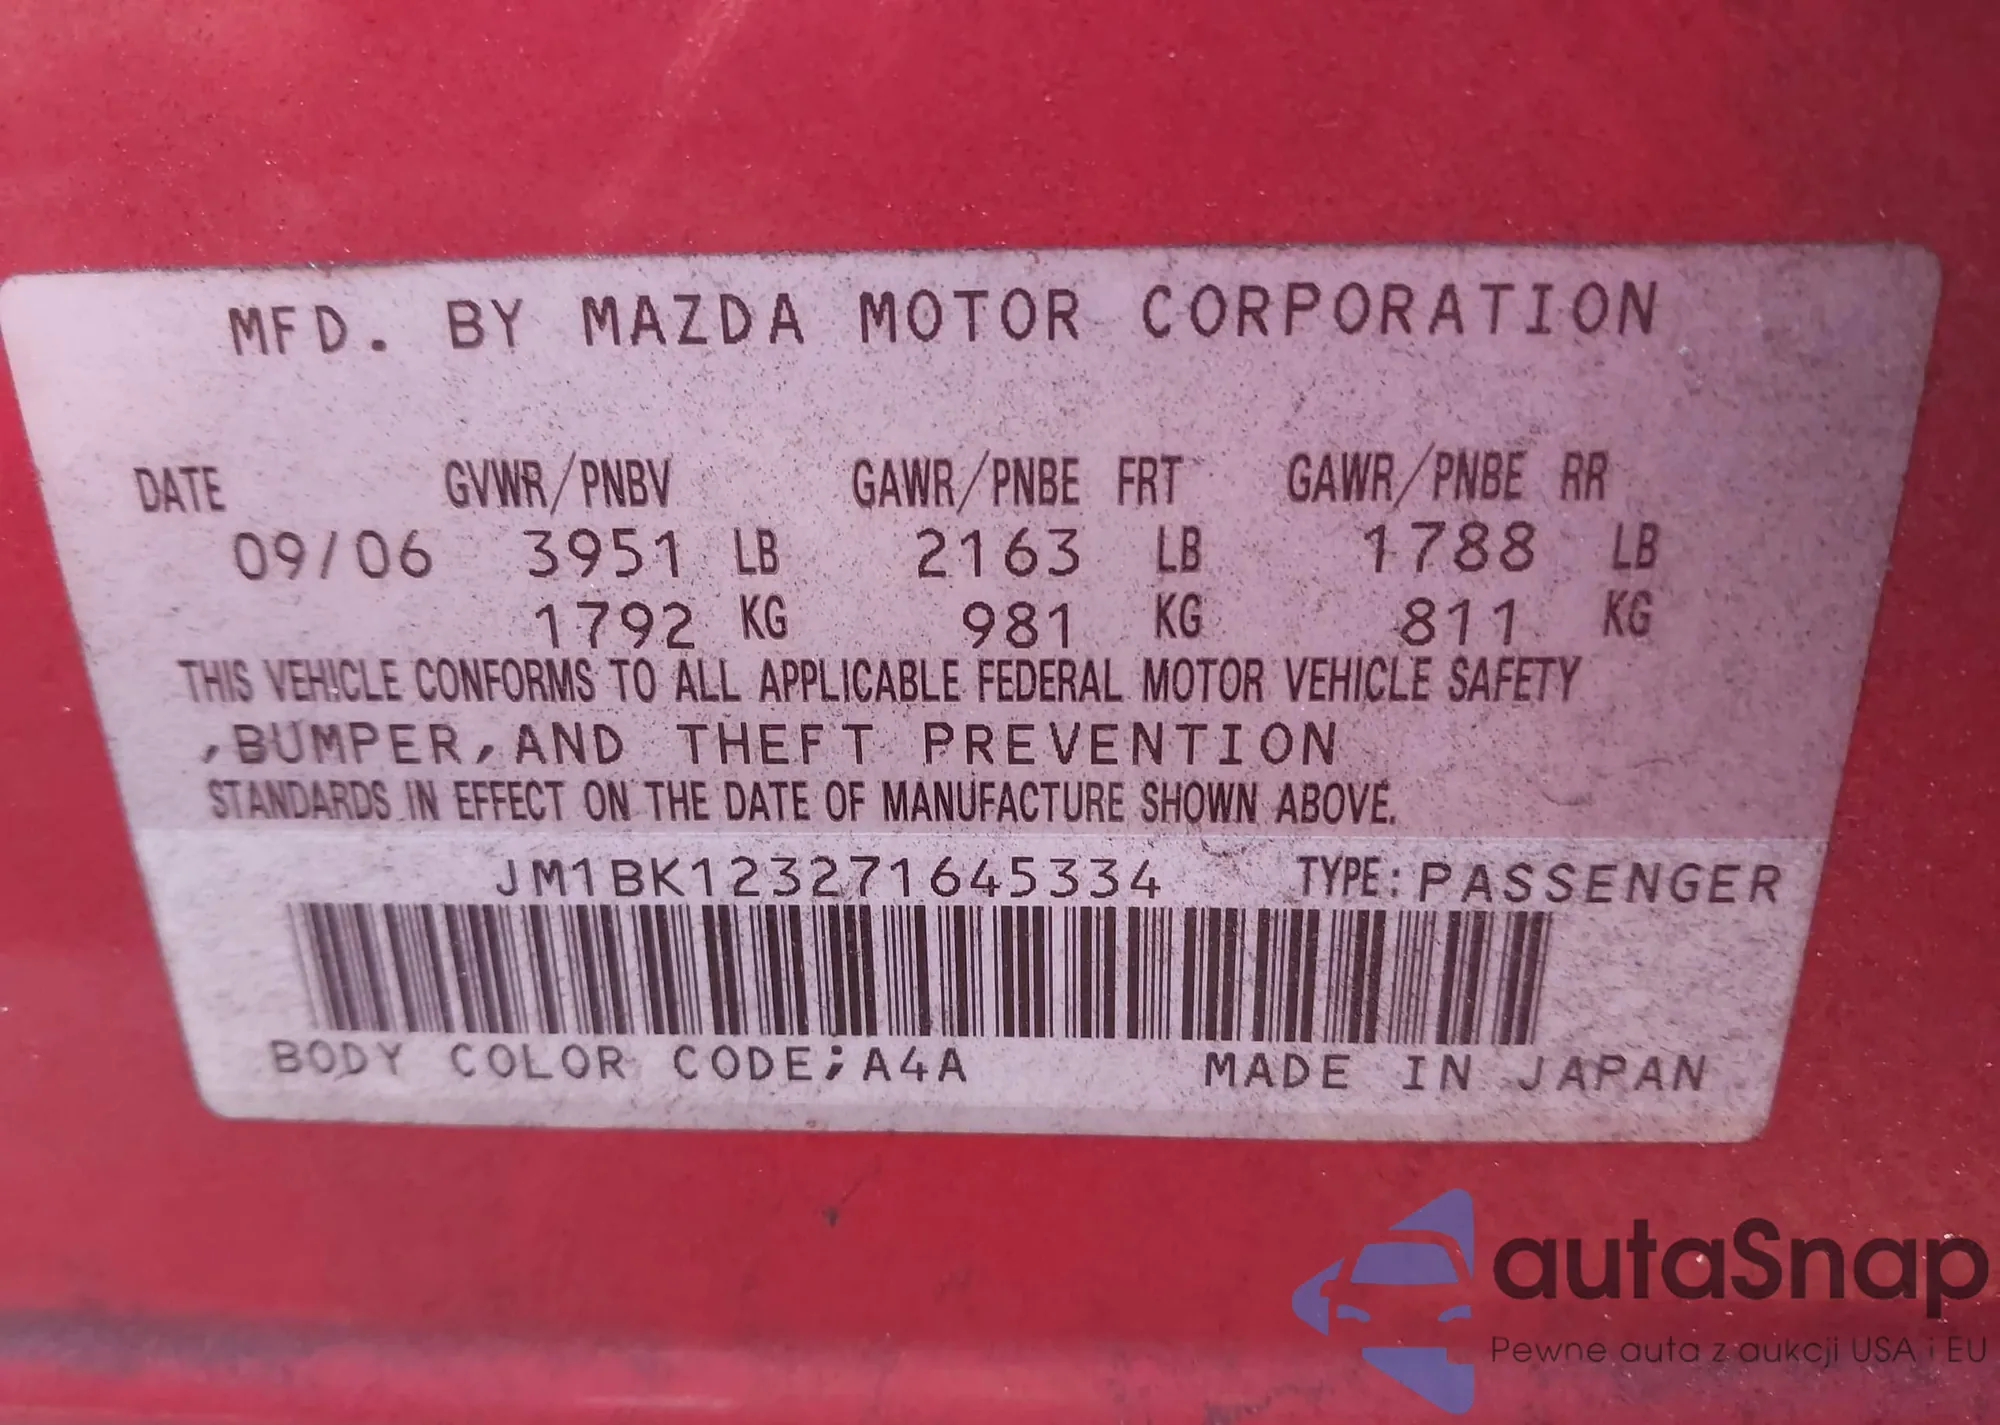 MFD. BY MAZDA MOTOR CORPORATION
DATE GVWR/PNBV GAWR/PNBE FRT GAWR/PNBE RR
09/06 3951 LB 2163 LB 1788 LB
1792 KG 981 KG 811 KG
THIS VEHICLE CONFORMS TO ALL APPLICABLE FEDERAL MOTOR VEHICLE SAFETY
,BUMPER,AND THEFT PREVENTION
STANDARDS IN EFFECT ON THE DATE OF MANUFACTURE SHOWN ABOVE.
JM1BK123271645334 TYPE:PASSENGER
BODY COLOR CODE;A4A MADE IN JAPAN
autaSnap
Pewne auta z aukcji USA i EU